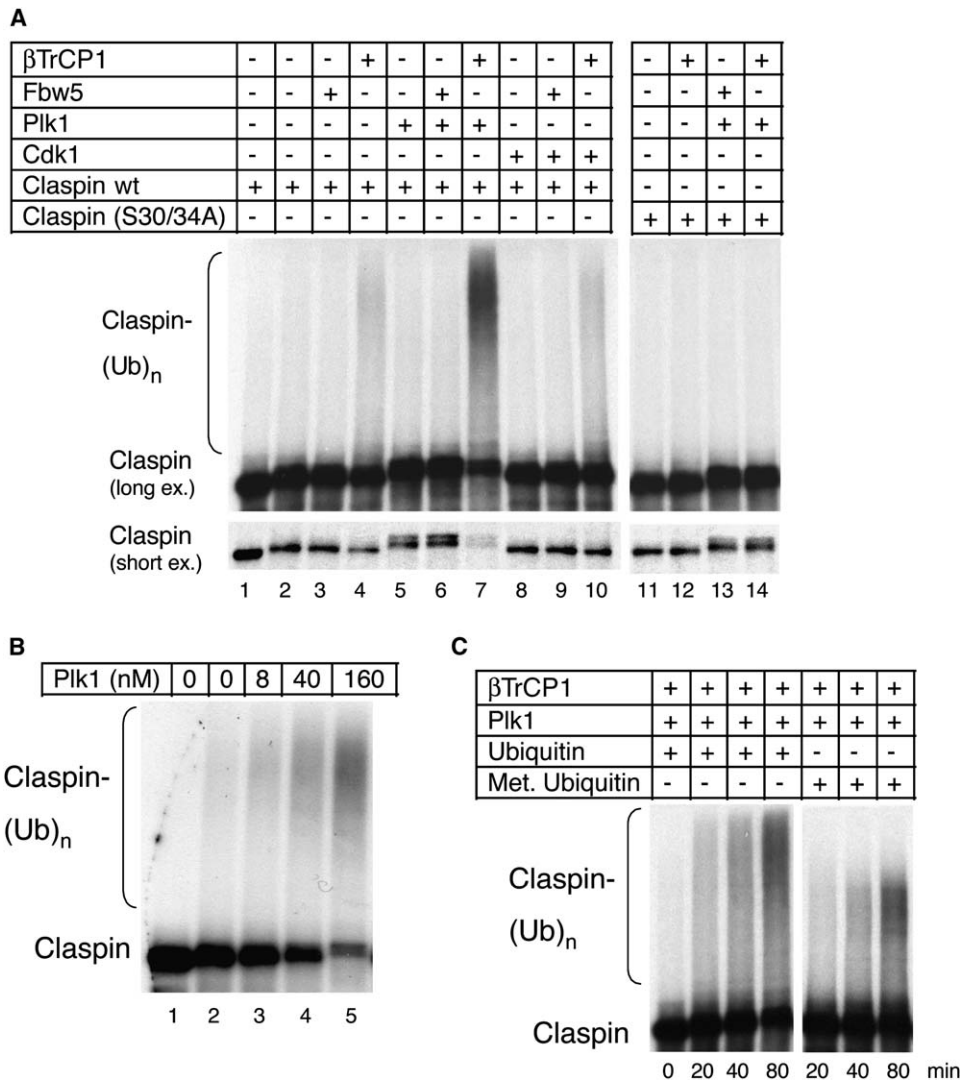 A
βTrCP1 - - - + - - + - - + - + - +
Fbw5 - - + - - + - - + - - - + -
Plk1 - - - - + + + - - - - - + +
Cdk1 - - - - - - - + + + - - - -
Claspin wt + + + + + + + + + + - - - -
Claspin (S30/34A) - - - - - - - - - - + + + +
Claspin-
(Ub)n
Claspin
(long ex.)
Claspin
(short ex.)
1 2 3 4 5 6 7 8 9 10 11 12 13 14
B
Plk1 (nM) 0 0 8 40 160
Claspin-
(Ub)n
Claspin
1 2 3 4 5
C
βTrCP1 + + + + + + +
Plk1 + + + + + + +
Ubiquitin + + + + - - -
Met. Ubiquitin - - - - + + +
Claspin-
(Ub)n
Claspin
0 20 40 80 20 40 80 min